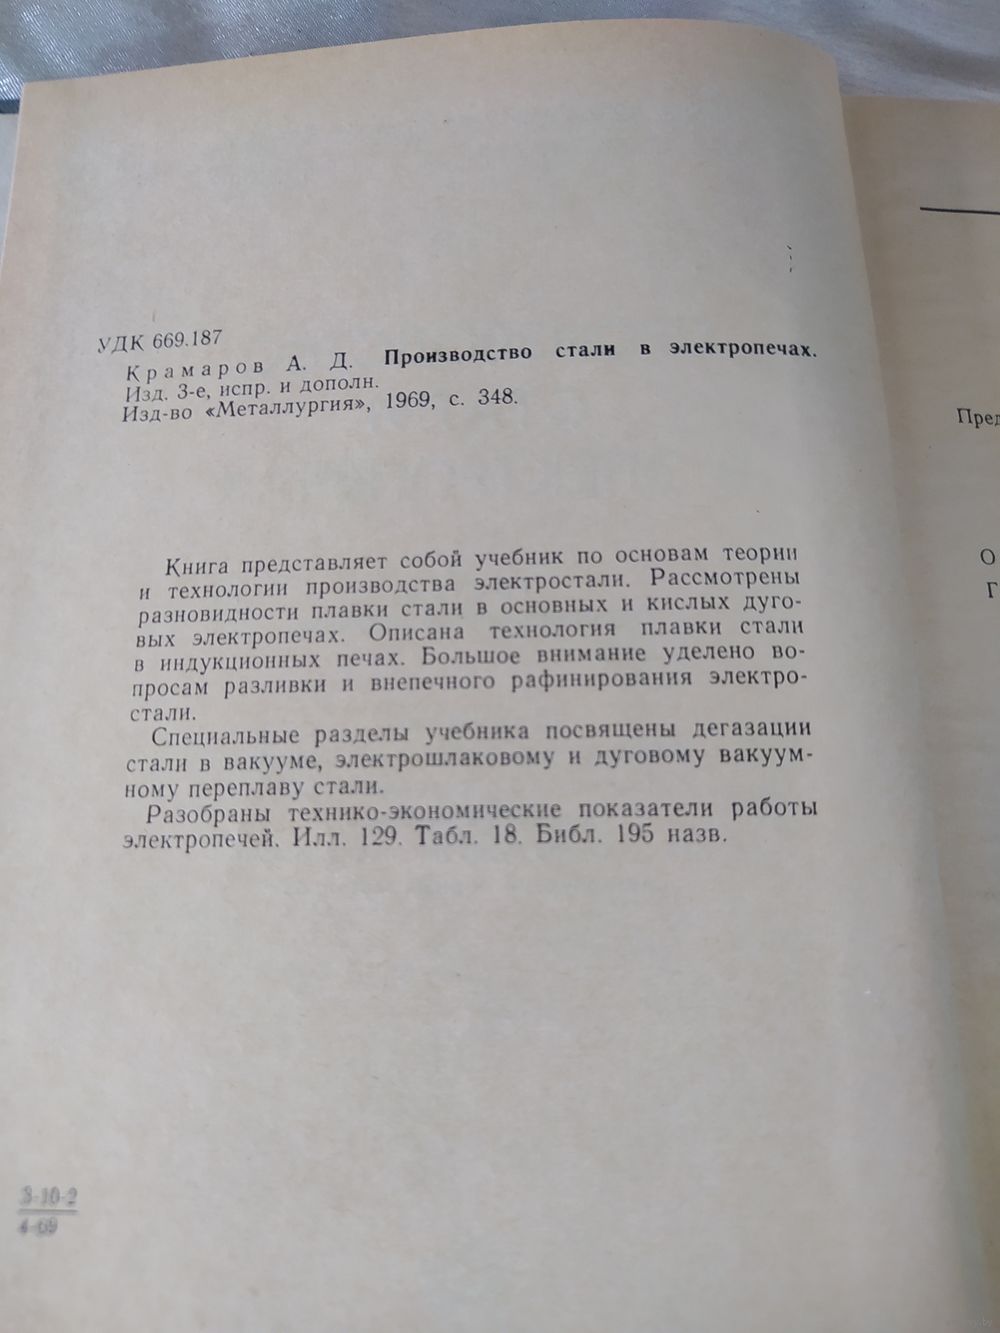 УДК 669.187
Крамаров А. Д. Производство стали в электропечах.
Изд. 3-е, испр. и дополн.
Изд-во «Металлургия», 1969, с. 348.
Книга представляет собой учебник по основам теории
и технологии производства электростали. Рассмотрены
разновидности плавки стали в основных и кислых дуго-
вых электропечах. Описана технология плавки стали
в индукционных печах. Большое внимание уделено во-
просам разливки и внепечного рафинирования электро-
стали.
Специальные разделы учебника посвящены дегазации
стали в вакууме, электрошлаковому и дуговому вакуум-
ному переплаву стали.
Разобраны технико-экономические показатели работы
электропечей. Илл. 129. Табл. 18. Библ. 195 назв.
3-10-2
4-69
Пред
О
Г